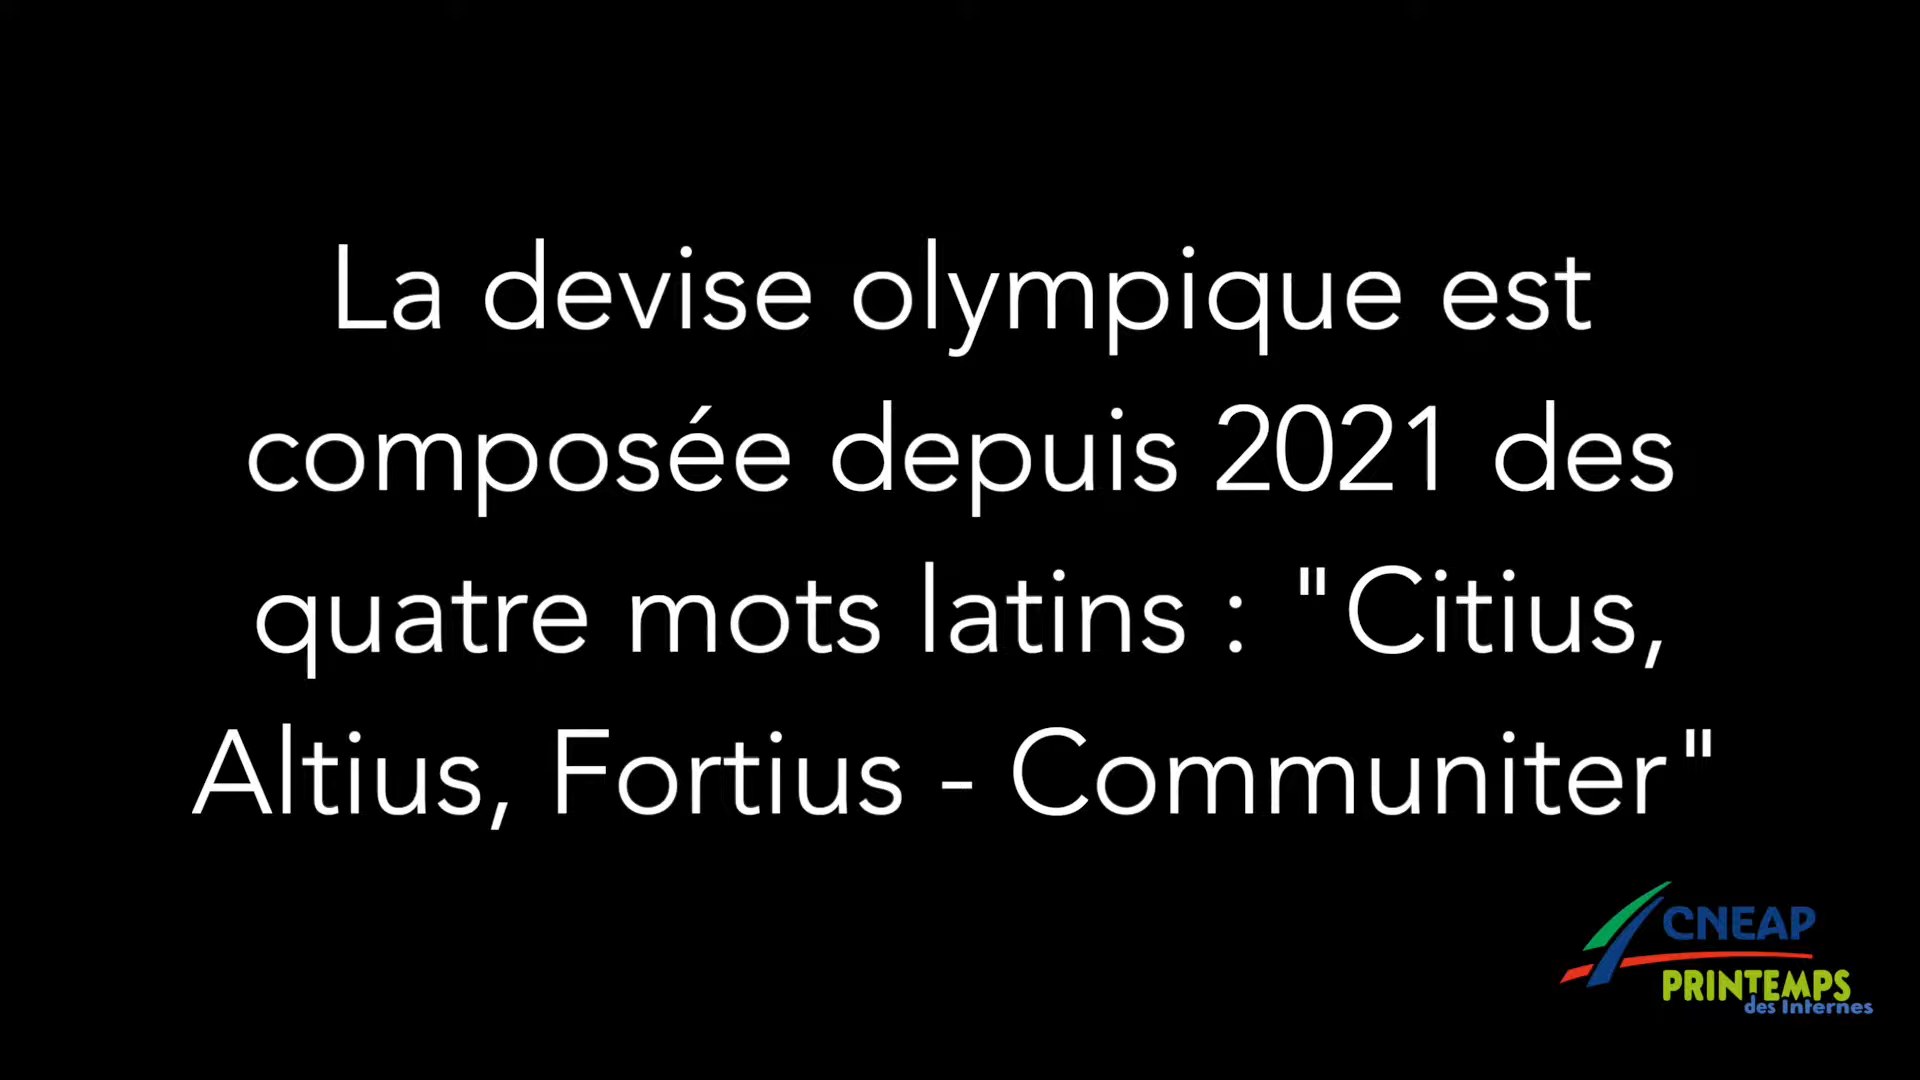 La devise olympique est
composée depuis 2021 des
quatre mots latins : "Citius,
Altius, Fortius - Communiter"
CNEAP
PRINTEMPS
des Internes